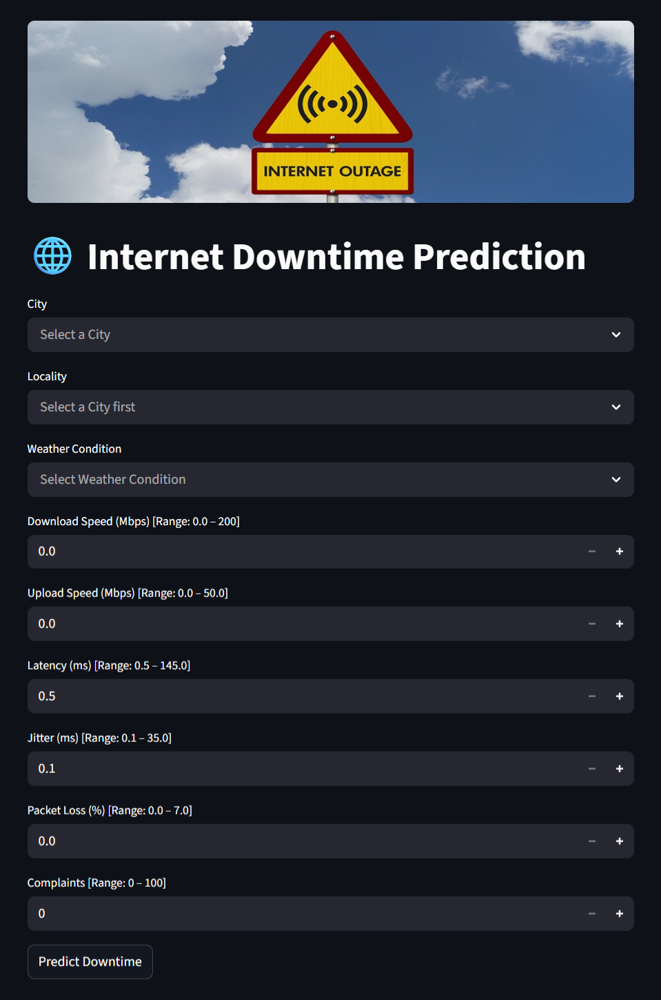 INTERNET OUTAGE
Internet Downtime Prediction
City
Select a City
Locality
Select a City first
Weather Condition
Select Weather Condition
Download Speed (Mbps) [Range: 0.0 – 200]
0.0
Upload Speed (Mbps) [Range: 0.0 – 50.0]
0.0
Latency (ms) [Range: 0.5 – 145.0]
0.5
Jitter (ms) [Range: 0.1 – 35.0]
0.1
Packet Loss (%) [Range: 0.0 – 7.0]
0.0
Complaints [Range: 0 – 100]
0
Predict Downtime